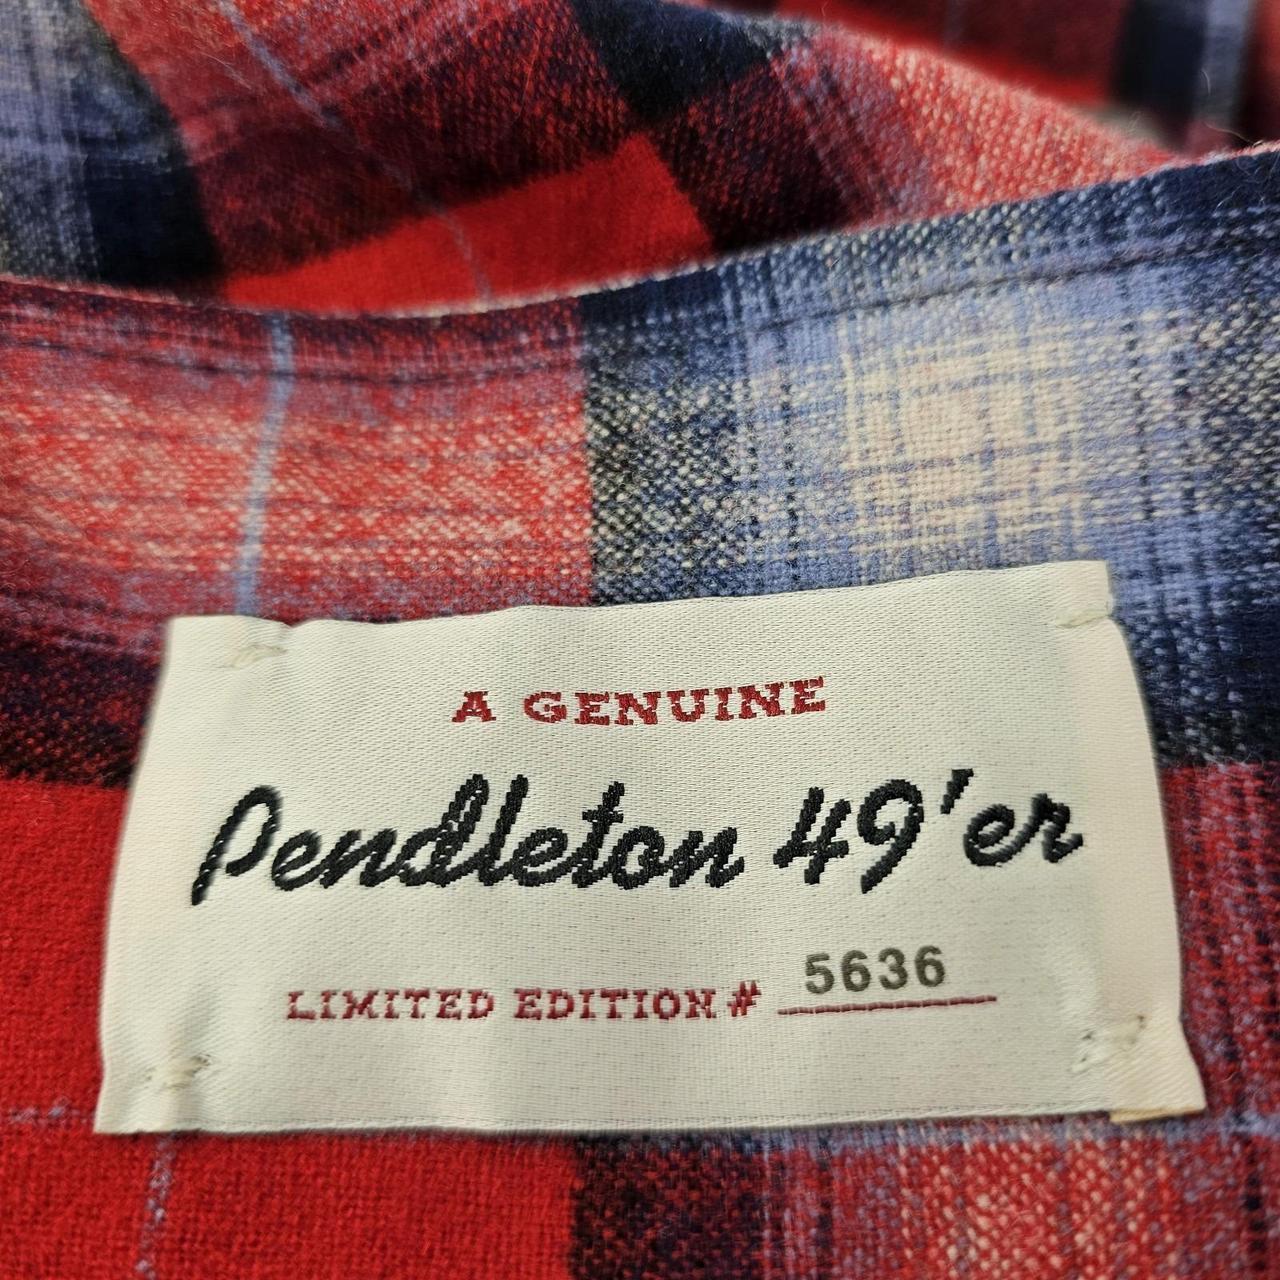 A GENUINE
Pendleton 49'er
LIMITED EDITION # 5636